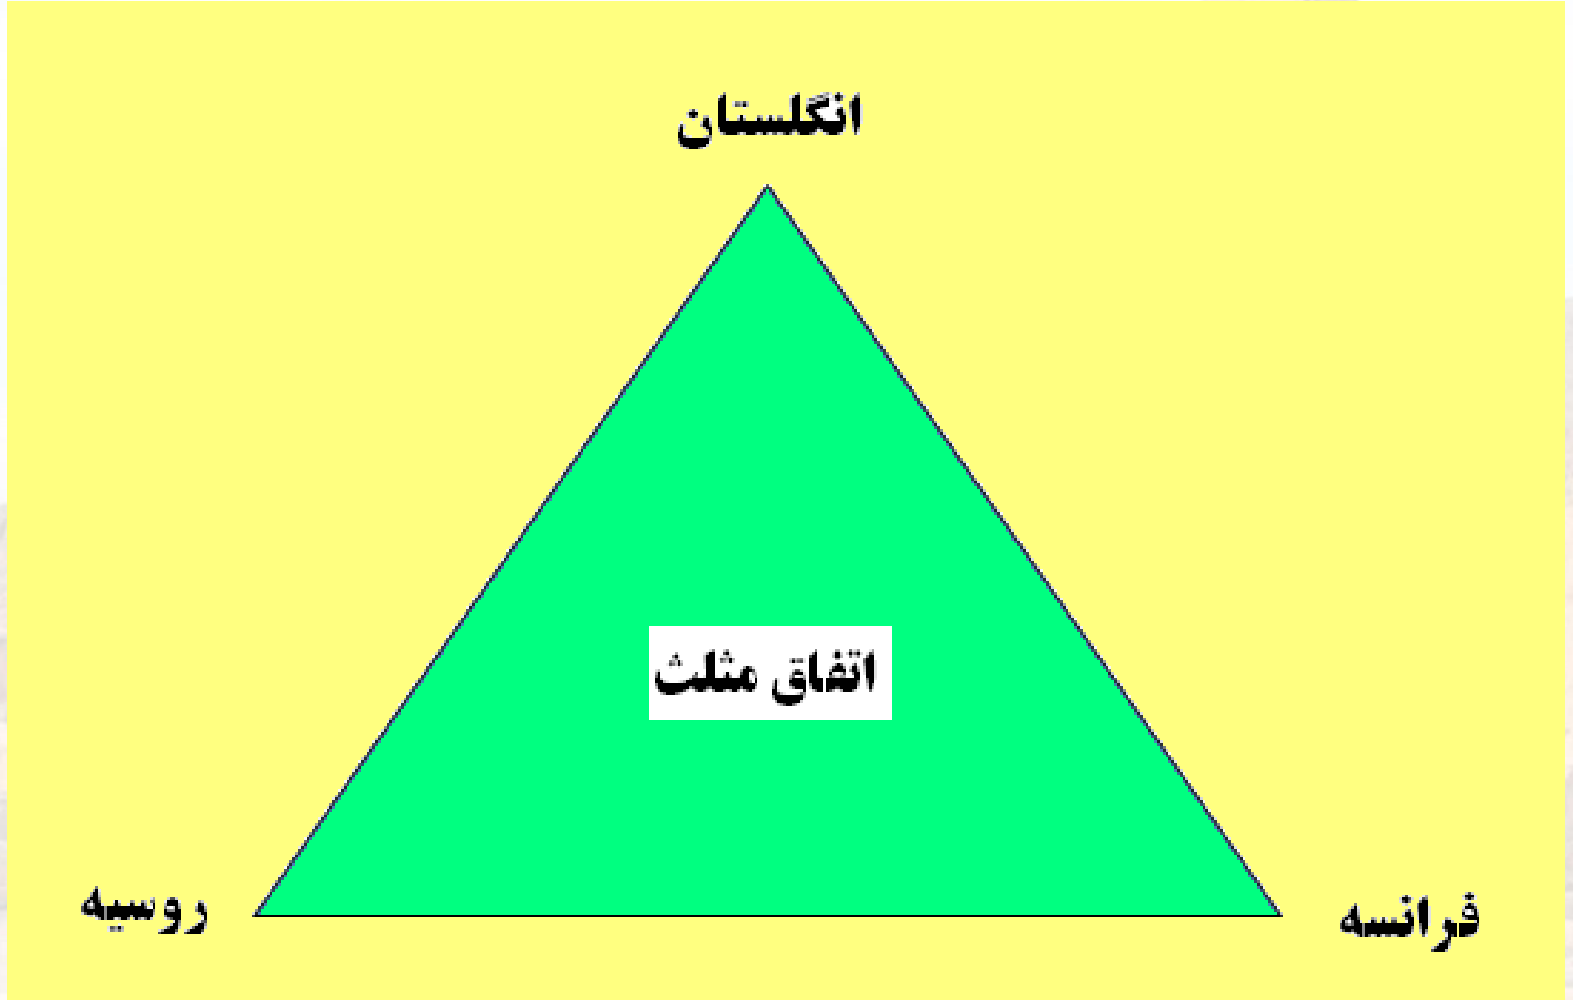 انگلستان
اتفاق مثلث
فرانسه
روسیه